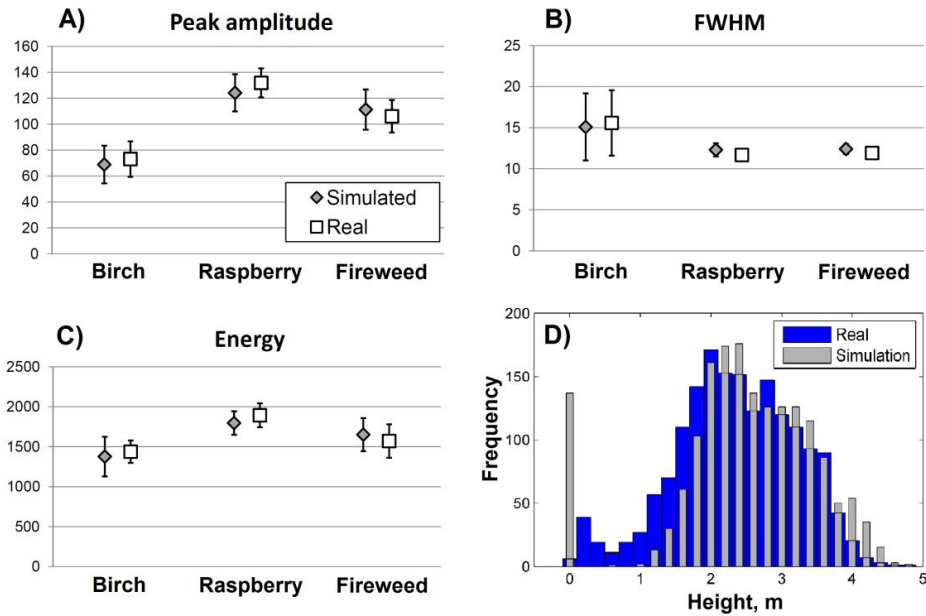 A) Peak amplitude
160
140
120
100
80
60
40
20
0
Simulated
Real
Birch Raspberry Fireweed
B) FWHM
25
20
15
10
5
0
Birch Raspberry Fireweed
C) Energy
2500
2000
1500
1000
500
0
Birch Raspberry Fireweed
D)
Real
Simulation
Frequency
200
150
100
50
0
0 1 2 3 4 5
Height, m